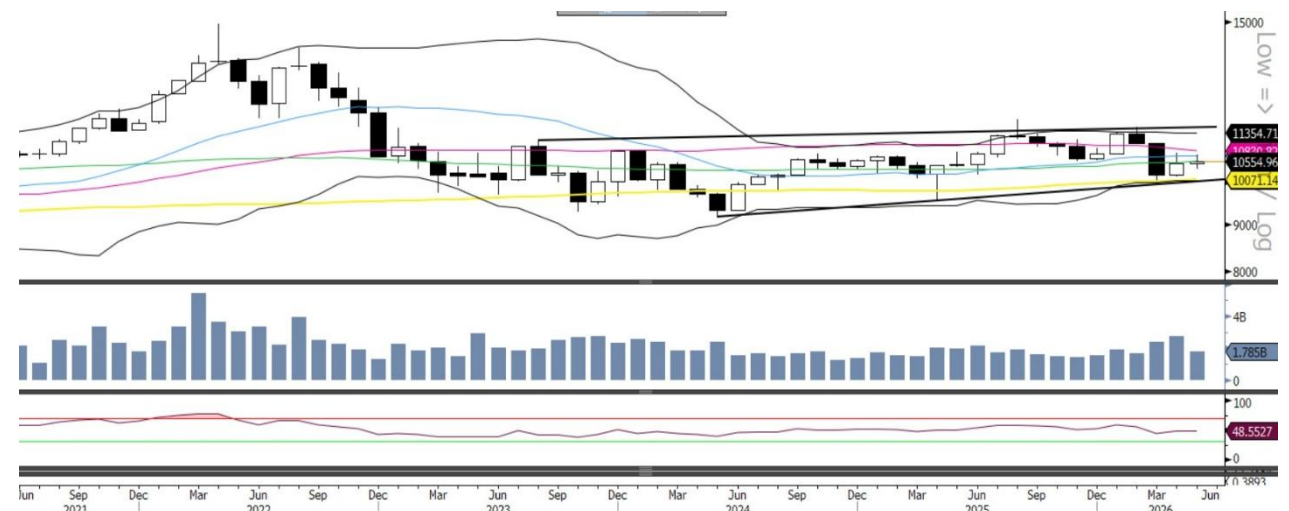 15000
11354.71
10554.96
10071.14
9000
8000
Low =>
Log
4B
1.785B
0
100
48.5527
0
Sep Dec Mar Jun Sep Dec Mar Jun Sep Dec Mar Jun Sep Dec Mar Jun Sep Dec Mar Jun
2021 2022 2023 2024 2025 2026